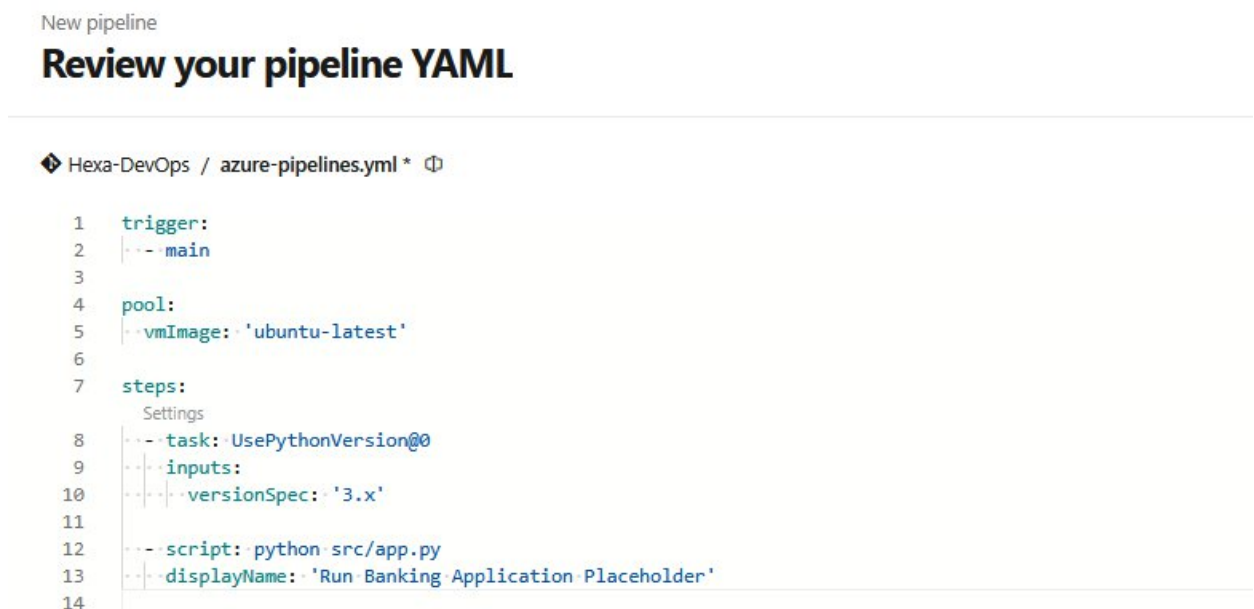 New pipeline
Review your pipeline YAML
Hexa-DevOps / azure-pipelines.yml *
1 trigger:
2   - main
3
4 pool:
5   vmImage: 'ubuntu-latest'
6
7 steps:
Settings
8   - task: UsePythonVersion@0
9     inputs:
10       versionSpec: '3.x'
11
12   - script: python src/app.py
13     displayName: 'Run Banking Application Placeholder'
14